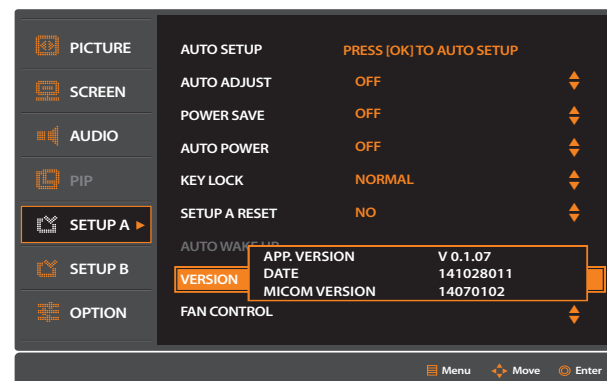 PICTURE
SCREEN
AUDIO
PIP
SETUP A
SETUP B
OPTION
AUTO SETUP PRESS [OK] TO AUTO SETUP
AUTO ADJUST OFF
POWER SAVE OFF
AUTO POWER OFF
KEY LOCK NORMAL
SETUP A RESET NO
AUTO WAKE UP
VERSION
APP. VERSION V 0.1.07
DATE 141028011
MICOM VERSION 14070102
FAN CONTROL
Menu Move Enter